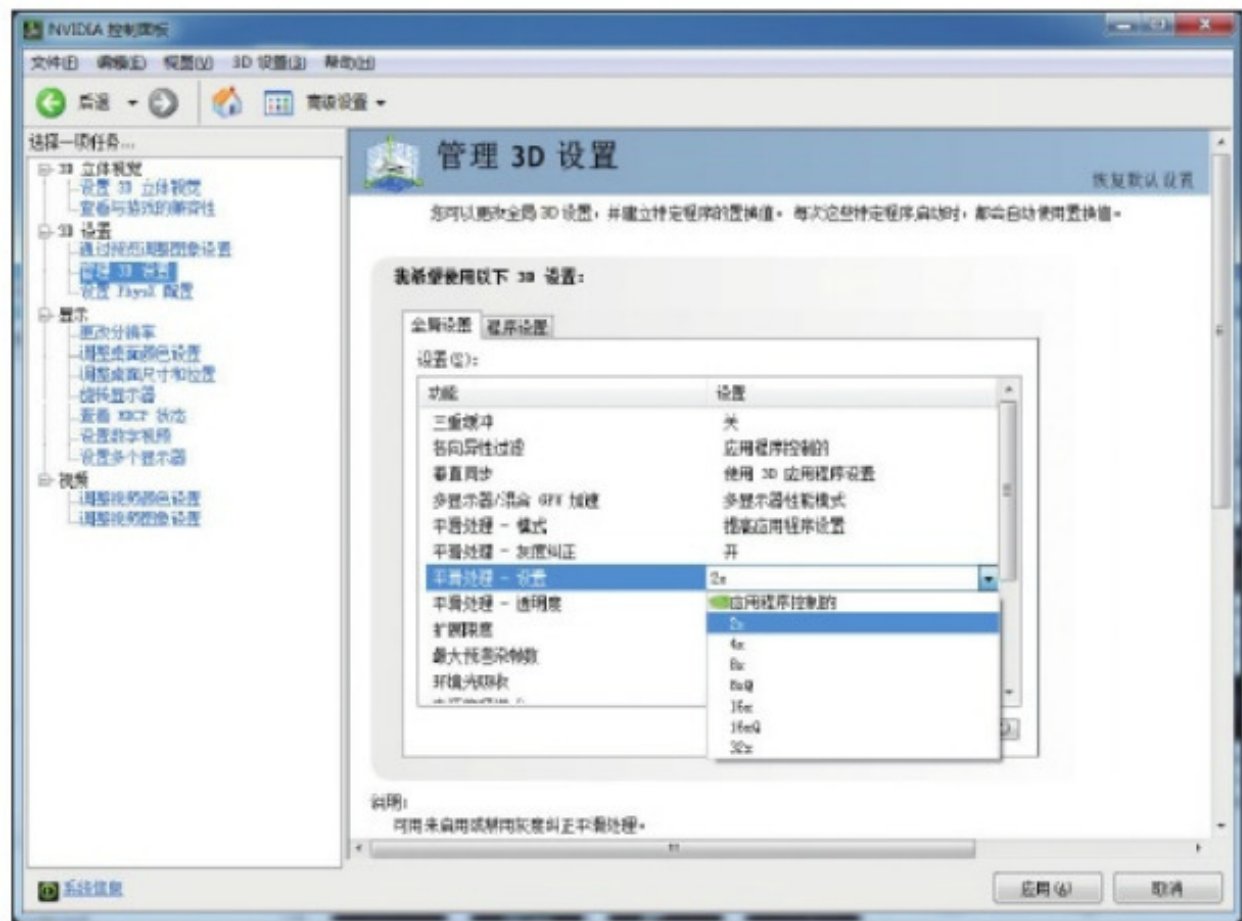 NVIDIA 控制面板
文件(F) 编辑(E) 视图(V) 3D 设置(3) 帮助(H)
后退 高级设置
选择一项任务...
3D 立体视觉
设置 3D 立体视觉
查看与游戏的兼容性
3D 设置
通过预览调整图象设置
管理 3D 设置
设置 PhysX 配置
显示
更改分辨率
调整桌面颜色设置
调整桌面尺寸和位置
旋转显示器
查看 HDCP 状态
设置数字视频
设置多个显示器
视频
调整视频颜色设置
调整视频图像设置
系统信息
管理 3D 设置
恢复默认设置
您可以更改全局 3D 设置，并建立特定程序的置换值。每次这些特定程序启动时，都会自动使用置换值。
我希望使用以下 3D 设置:
全局设置 程序设置
设置(S):
功能 设置
三重缓冲 关
各向异性过滤 应用程序控制的
垂直同步 使用 3D 应用程序设置
多显示器/混合 GPU 加速 多显示器性能模式
平滑处理 - 模式 提高应用程序设置
平滑处理 - 灰度纠正 开
平滑处理 - 设置 2x
平滑处理 - 透明度
扩展限度
最大预渲染帧数
环境光吸收
应用程序控制的
2x
4x
8x
8xQ
16x
16xQ
32x
说明:
可用来启用或禁用灰度纠正平滑处理。
应用(A) 取消